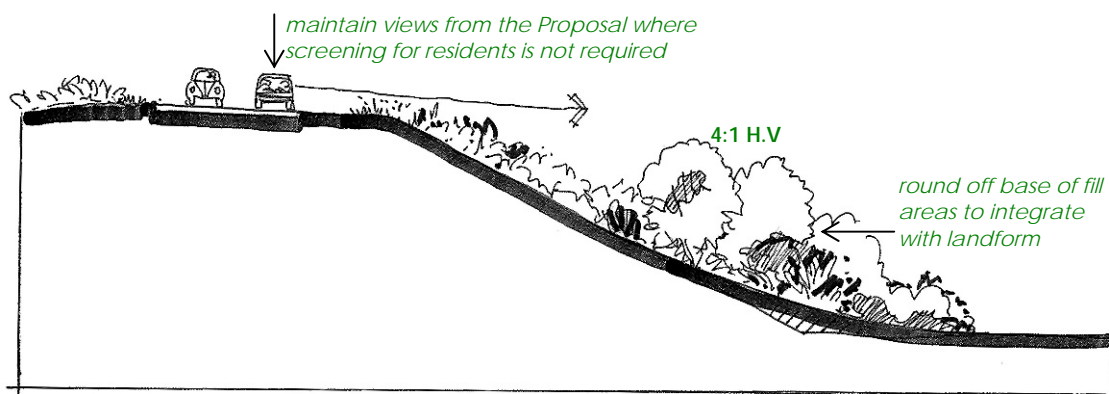 maintain views from the Proposal where
screening for residents is not required
4:1 H.V
round off base of fill
areas to integrate
with landform